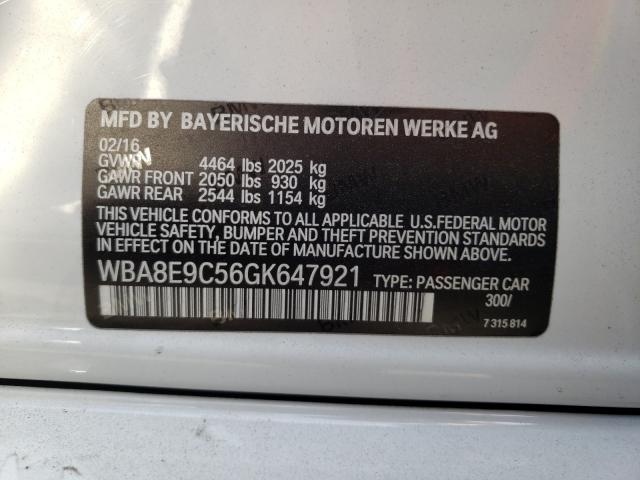 MFD BY BAYERISCHE MOTOREN WERKE AG
02/16
GVWR 4464 lbs 2025 kg
GAWR FRONT 2050 lbs 930 kg
GAWR REAR 2544 lbs 1154 kg
THIS VEHICLE CONFORMS TO ALL APPLICABLE U.S.FEDERAL MOTOR
VEHICLE SAFETY, BUMPER AND THEFT PREVENTION
STANDARDS IN EFFECT ON THE DATE OF MANUFACTURE SHOWN ABOVE.
WBA8E9C56GK647921 TYPE: PASSENGER CAR
300/
7 315 814